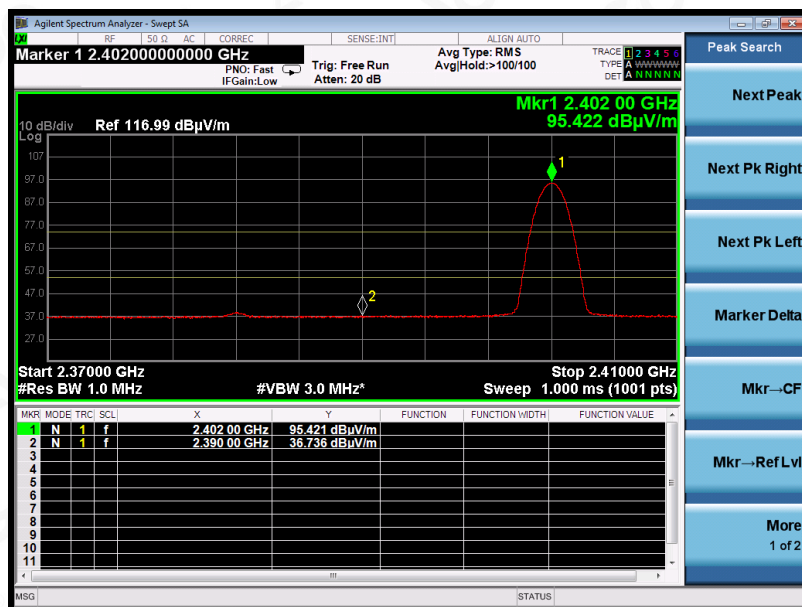 Agilent Spectrum Analyzer - Swept SA
LXI RF 50 Ω AC CORREC SENSE:INT ALIGN AUTO
Marker 1 2.402000000000 GHz
PNO: Fast
IFGain:Low
Trig: Free Run
Atten: 20 dB
Avg Type: RMS
Avg|Hold:>100/100
TRACE 1 2 3 4 5 6
TYPE A WWWWW
DET A N N N N N
Mkr1 2.402 00 GHz
95.422 dBµV/m
10 dB/div Ref 116.99 dBµV/m
Log
107
97.0
87.0
77.0
67.0
57.0
47.0
37.0
27.0
1
2
Start 2.37000 GHz Stop 2.41000 GHz
#Res BW 1.0 MHz #VBW 3.0 MHz* Sweep 1.000 ms (1001 pts)
MKR MODE TRC SCL X Y FUNCTION FUNCTION WIDTH FUNCTION VALUE
1 N 1 f 2.402 00 GHz 95.421 dBµV/m
2 N 1 f 2.390 00 GHz 36.736 dBµV/m
3
4
5
6
7
8
9
10
11
MSG STATUS
Peak Search
Next Peak
Next Pk Right
Next Pk Left
Marker Delta
Mkr→CF
Mkr→Ref Lvl
More
1 of 2